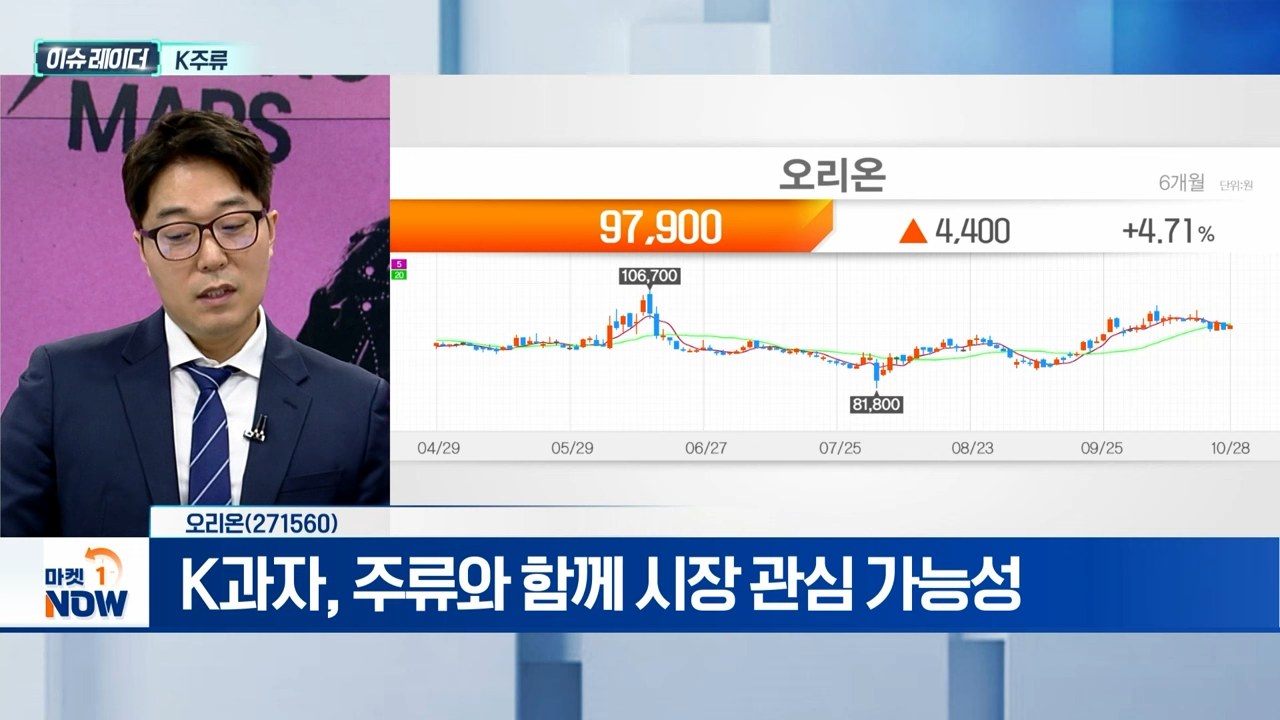 이슈 레이더 K주류
MARS
오리온
6개월 단위:원
97,900 ▲ 4,400 +4.71%
5
20
106,700
81,800
04/29 05/29 06/27 07/25 08/23 09/25 10/28
오리온(271560)
마켓 1
NOW
K과자, 주류와 함께 시장 관심 가능성